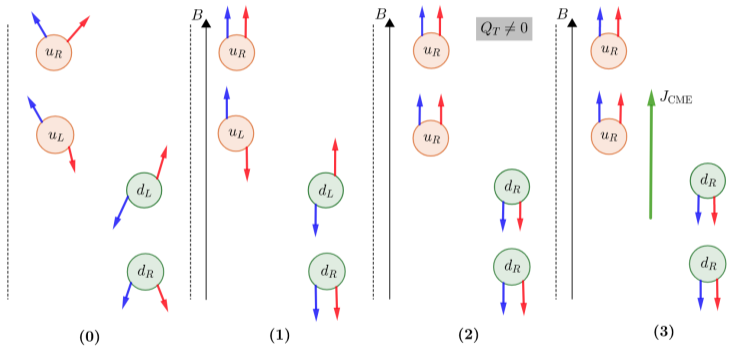 u_R
u_L
d_L
d_R
(0)
B
u_R
u_L
d_L
d_R
(1)
B
Q_T ≠ 0
u_R
u_R
d_R
d_R
(2)
B
u_R
J_CME
u_R
d_R
d_R
(3)